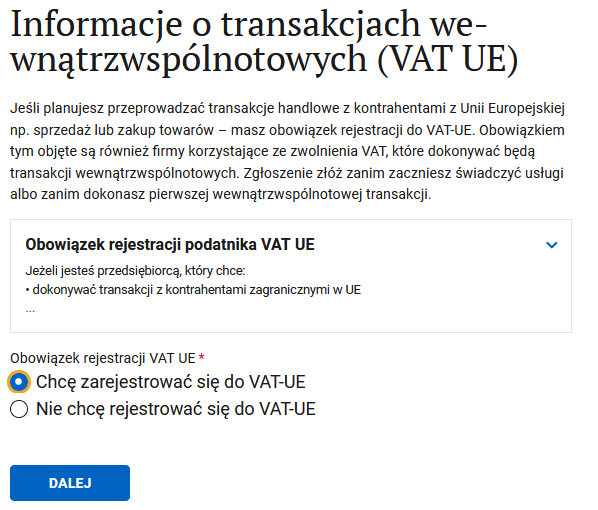 Informacje o transakcjach we-
wnątrzwspólnotowych (VAT UE)
Jeśli planujesz przeprowadzać transakcje handlowe z kontrahentami z Unii Europejskiej
np. sprzedaż lub zakup towarów – masz obowiązek rejestracji do VAT-UE. Obowiązkiem
tym objęte są również firmy korzystające ze zwolnienia VAT, które dokonywać będą
transakcji wewnątrzwspólnotowych. Zgłoszenie złóż zanim zaczniesz świadczyć usługi
albo zanim dokonasz pierwszej wewnątrzwspólnotowej transakcji.
Obowiązek rejestracji podatnika VAT UE
Jeżeli jesteś przedsiębiorcą, który chce:
• dokonywać transakcji z kontrahentami zagranicznymi w UE
...
Obowiązek rejestracji VAT UE *
Chcę zarejestrować się do VAT-UE
Nie chcę rejestrować się do VAT-UE
DALEJ